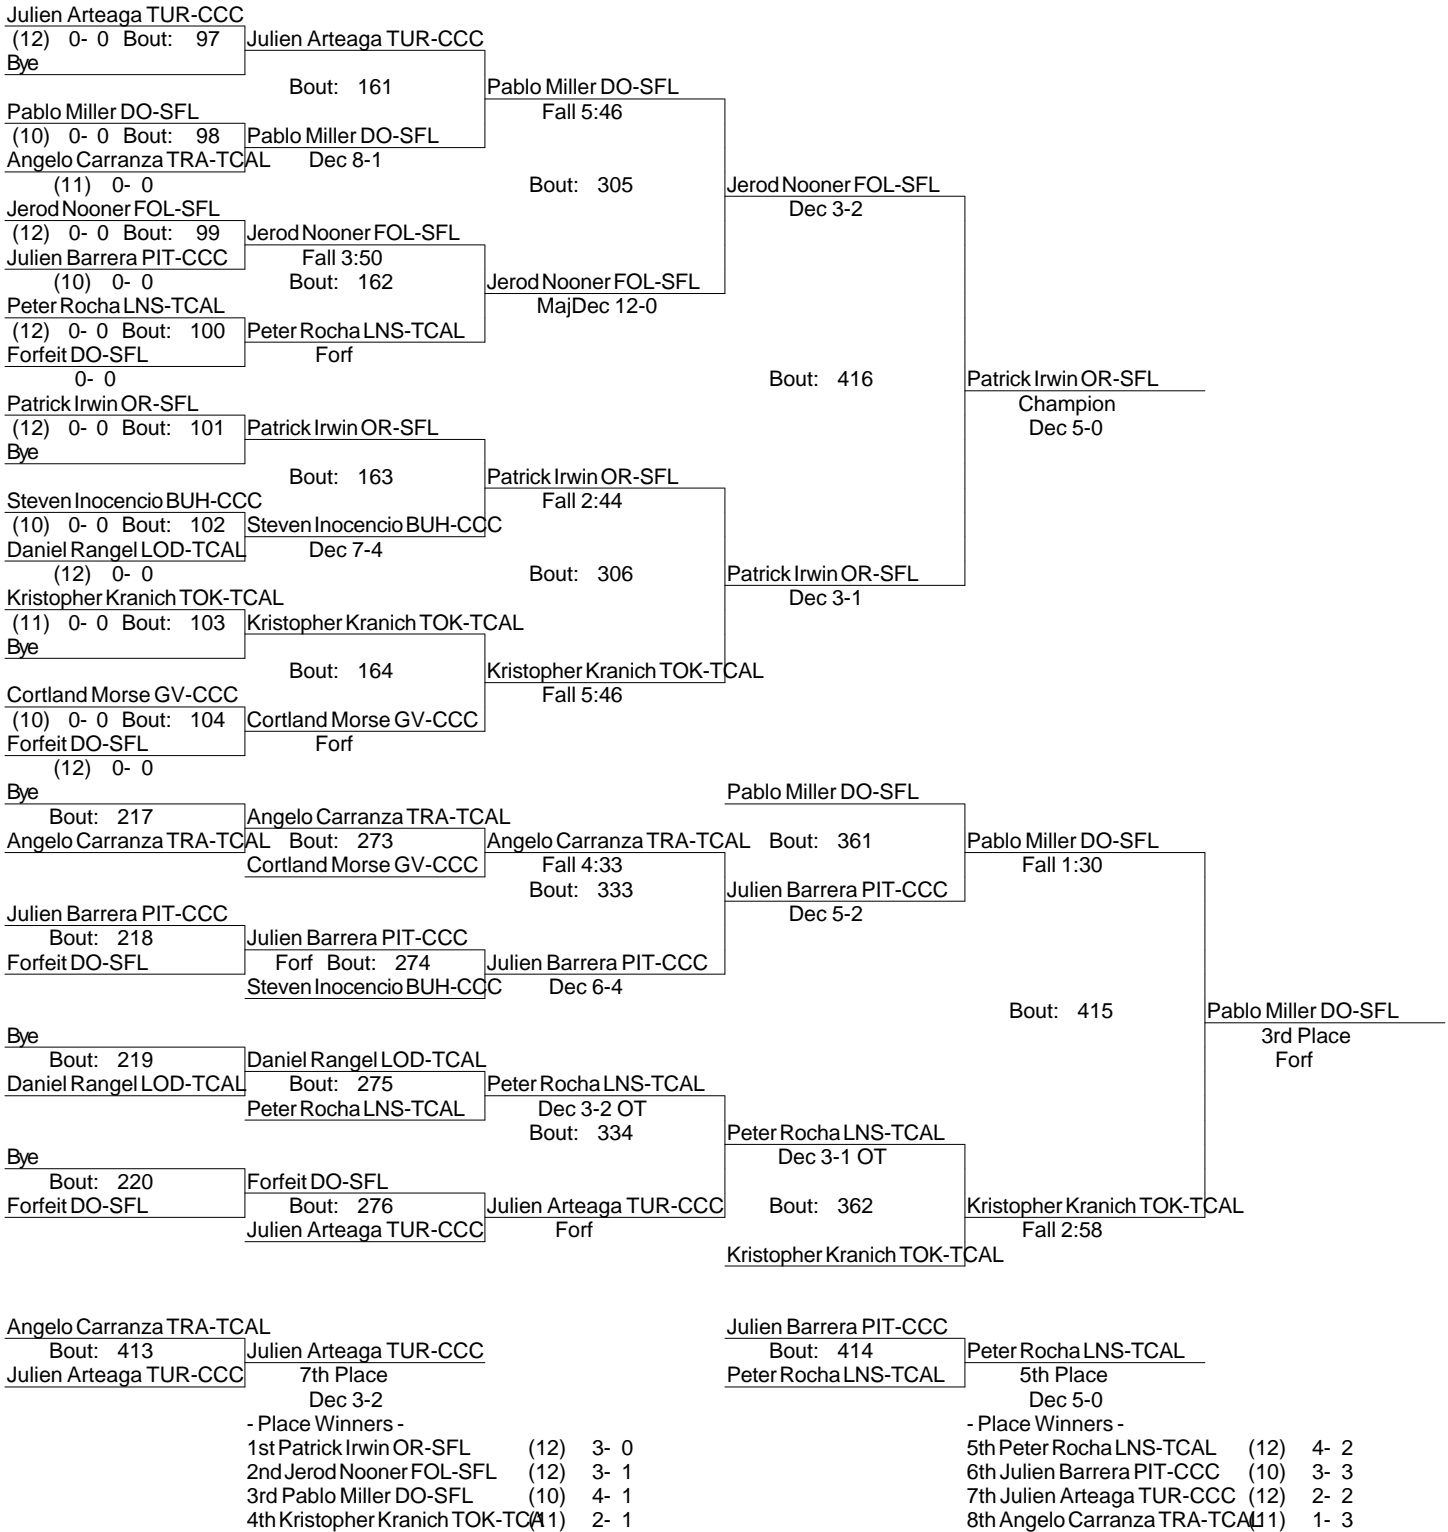 Julien Arteaga TUR-CCC
(12) 0- 0 Bout: 97 Julien Arteaga TUR-CCC
Bye
Bout: 161 Pablo Miller DO-SFL
Pablo Miller DO-SFL Fall 5:46
(10) 0- 0 Bout: 98 Pablo Miller DO-SFL
Angelo Carranza TRA-TCAL Dec 8-1
(11) 0- 0 Bout: 305 Jerod Nooner FOL-SFL
Jerod Nooner FOL-SFL Dec 3-2
(12) 0- 0 Bout: 99 Jerod Nooner FOL-SFL
Julien Barrera PIT-CCC Fall 3:50
(10) 0- 0 Bout: 162 Jerod Nooner FOL-SFL
Peter Rocha LNS-TCAL MajDec 12-0
(12) 0- 0 Bout: 100 Peter Rocha LNS-TCAL
Forfeit DO-SFL Forf
0- 0 Bout: 416 Patrick Irwin OR-SFL
Patrick Irwin OR-SFL Champion
(12) 0- 0 Bout: 101 Patrick Irwin OR-SFL Dec 5-0
Bye
Bout: 163 Patrick Irwin OR-SFL
Steven Inocencio BUH-CCC Fall 2:44
(10) 0- 0 Bout: 102 Steven Inocencio BUH-CCC
Daniel Rangel LOD-TCAL Dec 7-4
(12) 0- 0 Bout: 306 Patrick Irwin OR-SFL
Kristopher Kranich TOK-TCAL Dec 3-1
(11) 0- 0 Bout: 103 Kristopher Kranich TOK-TCAL
Bye
Bout: 164 Kristopher Kranich TOK-TCAL
Cortland Morse GV-CCC Fall 5:46
(10) 0- 0 Bout: 104 Cortland Morse GV-CCC
Forfeit DO-SFL Forf
(12) 0- 0
Bye Pablo Miller DO-SFL
Bout: 217 Angelo Carranza TRA-TCAL
Angelo Carranza TRA-TCAL Bout: 273 Angelo Carranza TRA-TCAL Bout: 361 Pablo Miller DO-SFL
Cortland Morse GV-CCC Fall 4:33 Fall 1:30
Bout: 333 Julien Barrera PIT-CCC
Julien Barrera PIT-CCC Dec 5-2
Bout: 218 Julien Barrera PIT-CCC
Forfeit DO-SFL Forf Bout: 274 Julien Barrera PIT-CCC
Steven Inocencio BUH-CCC Dec 6-4
Bout: 415 Pablo Miller DO-SFL
Bye 3rd Place
Bout: 219 Daniel Rangel LOD-TCAL Forf
Daniel Rangel LOD-TCAL Bout: 275 Peter Rocha LNS-TCAL
Peter Rocha LNS-TCAL Dec 3-2 OT
Bout: 334 Peter Rocha LNS-TCAL
Bye Dec 3-1 OT
Bout: 220 Forfeit DO-SFL
Forfeit DO-SFL Bout: 276 Julien Arteaga TUR-CCC Bout: 362 Kristopher Kranich TOK-TCAL
Julien Arteaga TUR-CCC Forf Fall 2:58
Kristopher Kranich TOK-TCAL
Angelo Carranza TRA-TCAL Julien Barrera PIT-CCC
Bout: 413 Julien Arteaga TUR-CCC Bout: 414 Peter Rocha LNS-TCAL
Julien Arteaga TUR-CCC 7th Place Peter Rocha LNS-TCAL 5th Place
Dec 3-2 Dec 5-0
- Place Winners - - Place Winners -
1st Patrick Irwin OR-SFL (12) 3- 0 5th Peter Rocha LNS-TCAL (12) 4- 2
2nd Jerod Nooner FOL-SFL (12) 3- 1 6th Julien Barrera PIT-CCC (10) 3- 3
3rd Pablo Miller DO-SFL (10) 4- 1 7th Julien Arteaga TUR-CCC (12) 2- 2
4th Kristopher Kranich TOK-TCA (11) 2- 1 8th Angelo Carranza TRA-TCAL (11) 1- 3